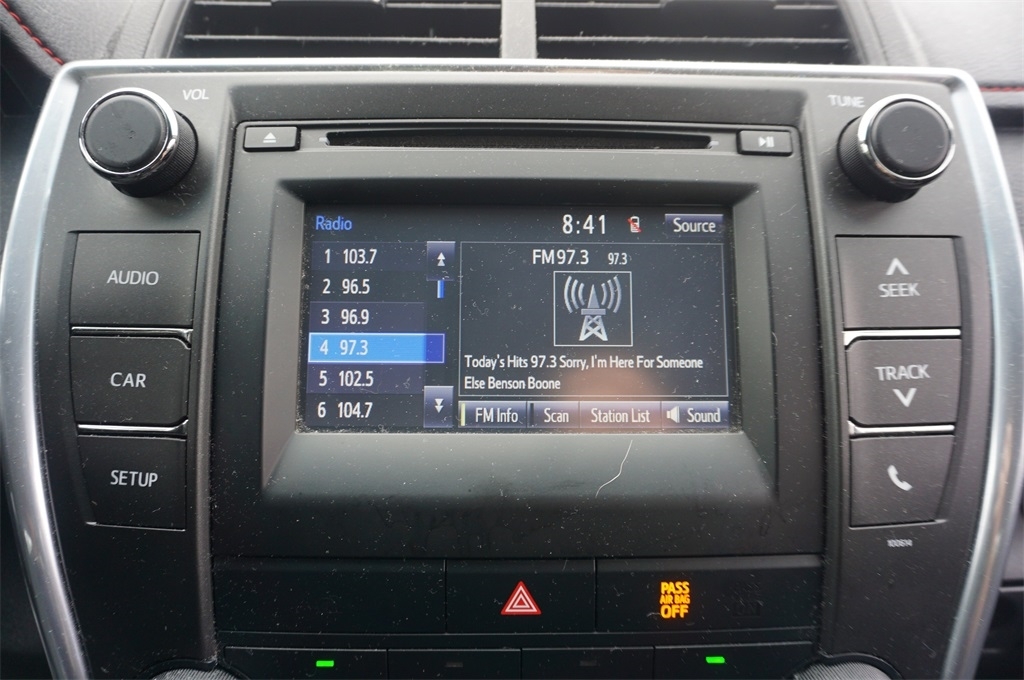 VOL
TUNE
AUDIO
CAR
SETUP
Radio
8:41
Source
1 103.7
2 96.5
3 96.9
4 97.3
5 102.5
6 104.7
FM97.3 97.3
Today's Hits 97.3 Sorry, I'm Here For Someone
Else Benson Boone
FM Info
Scan
Station List
Sound
SEEK
TRACK
100614
PASS
AIR BAG
OFF